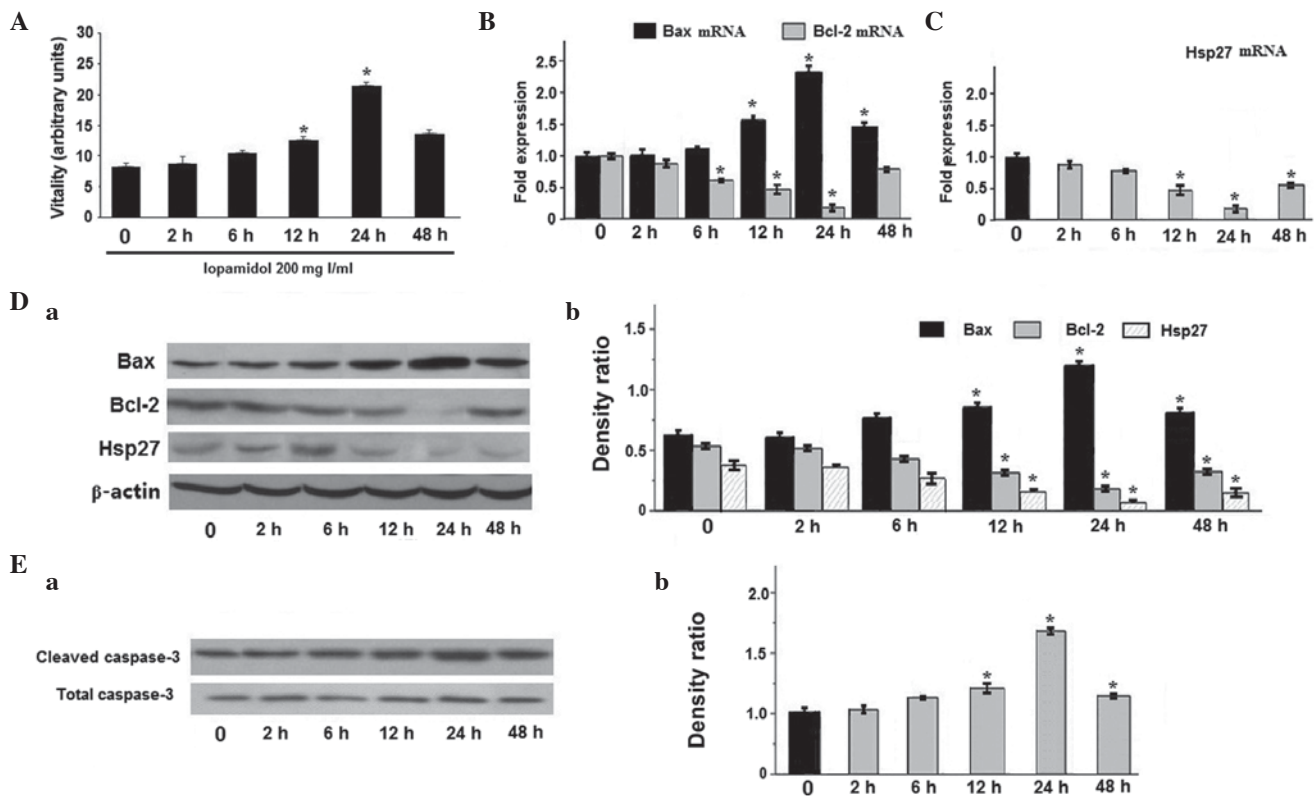 A
Vitality (arbitrary units)
30
25
20
15
10
5
0
*
*
0 2 h 6 h 12 h 24 h 48 h
Iopamidol 200 mg I/ml
B
Bax mRNA Bcl-2 mRNA
Fold expression
2.5
2.0
1.5
1.0
0.5
0
* * * * * *
0 2 h 6 h 12 h 24 h 48 h
C
Hsp27 mRNA
Fold expression
2.5
2.0
1.5
1.0
0.5
0
* * *
0 2 h 6 h 12 h 24 h 48 h
D
a
Bax
Bcl-2
Hsp27
β-actin
0 2 h 6 h 12 h 24 h 48 h
b
Bax Bcl-2 Hsp27
Density ratio
1.5
1.0
0.5
0
* * * * * * * * *
0 2 h 6 h 12 h 24 h 48 h
E
a
Cleaved caspase-3
Total caspase-3
0 2 h 6 h 12 h 24 h 48 h
b
Density ratio
2.0
1.5
1.0
0
* * *
0 2 h 6 h 12 h 24 h 48 h